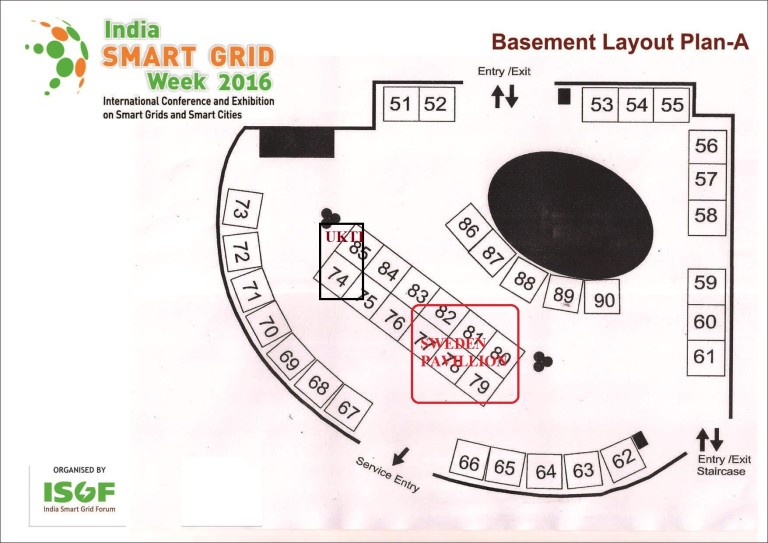 India
SMART GRID
Week 2016
International Conference and Exhibition
on Smart Grids and Smart Cities
Basement Layout Plan-A
Entry /Exit
51 52
53 54 55
56
57
58
59
60
61
73
72
71
70
69
68
67
UKTI
85
84
83
82
81
80
74
75
76
77
78
79
SWEDEN
PAVILLION
86
87
88
89
90
66 65 64 63 62
Service Entry
Entry /Exit
Staircase
ORGANISED BY
ISGF
India Smart Grid Forum